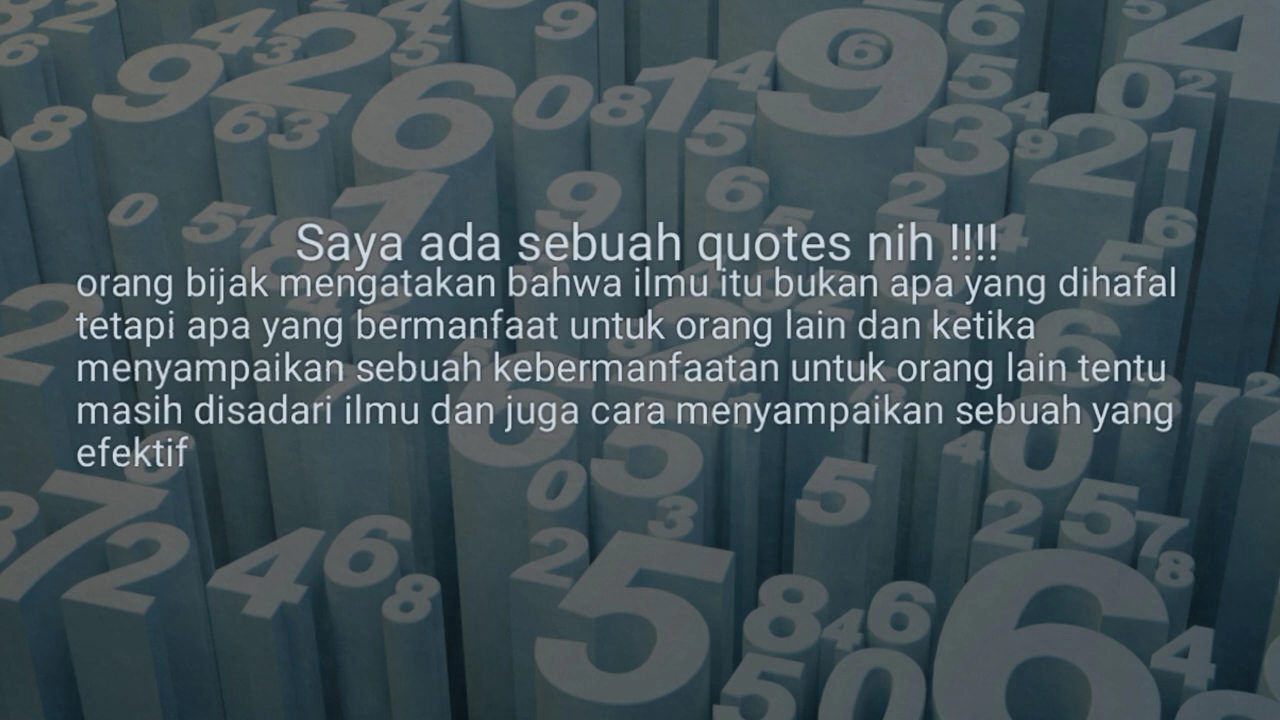 Saya ada sebuah quotes nih !!!!
orang bijak mengatakan bahwa ilmu itu bukan apa yang dihafal
tetapi apa yang bermanfaat untuk orang lain dan ketika
menyampaikan sebuah kebermanfaatan untuk orang lain tentu
masih disadari ilmu dan juga cara menyampaikan sebuah yang
efektif